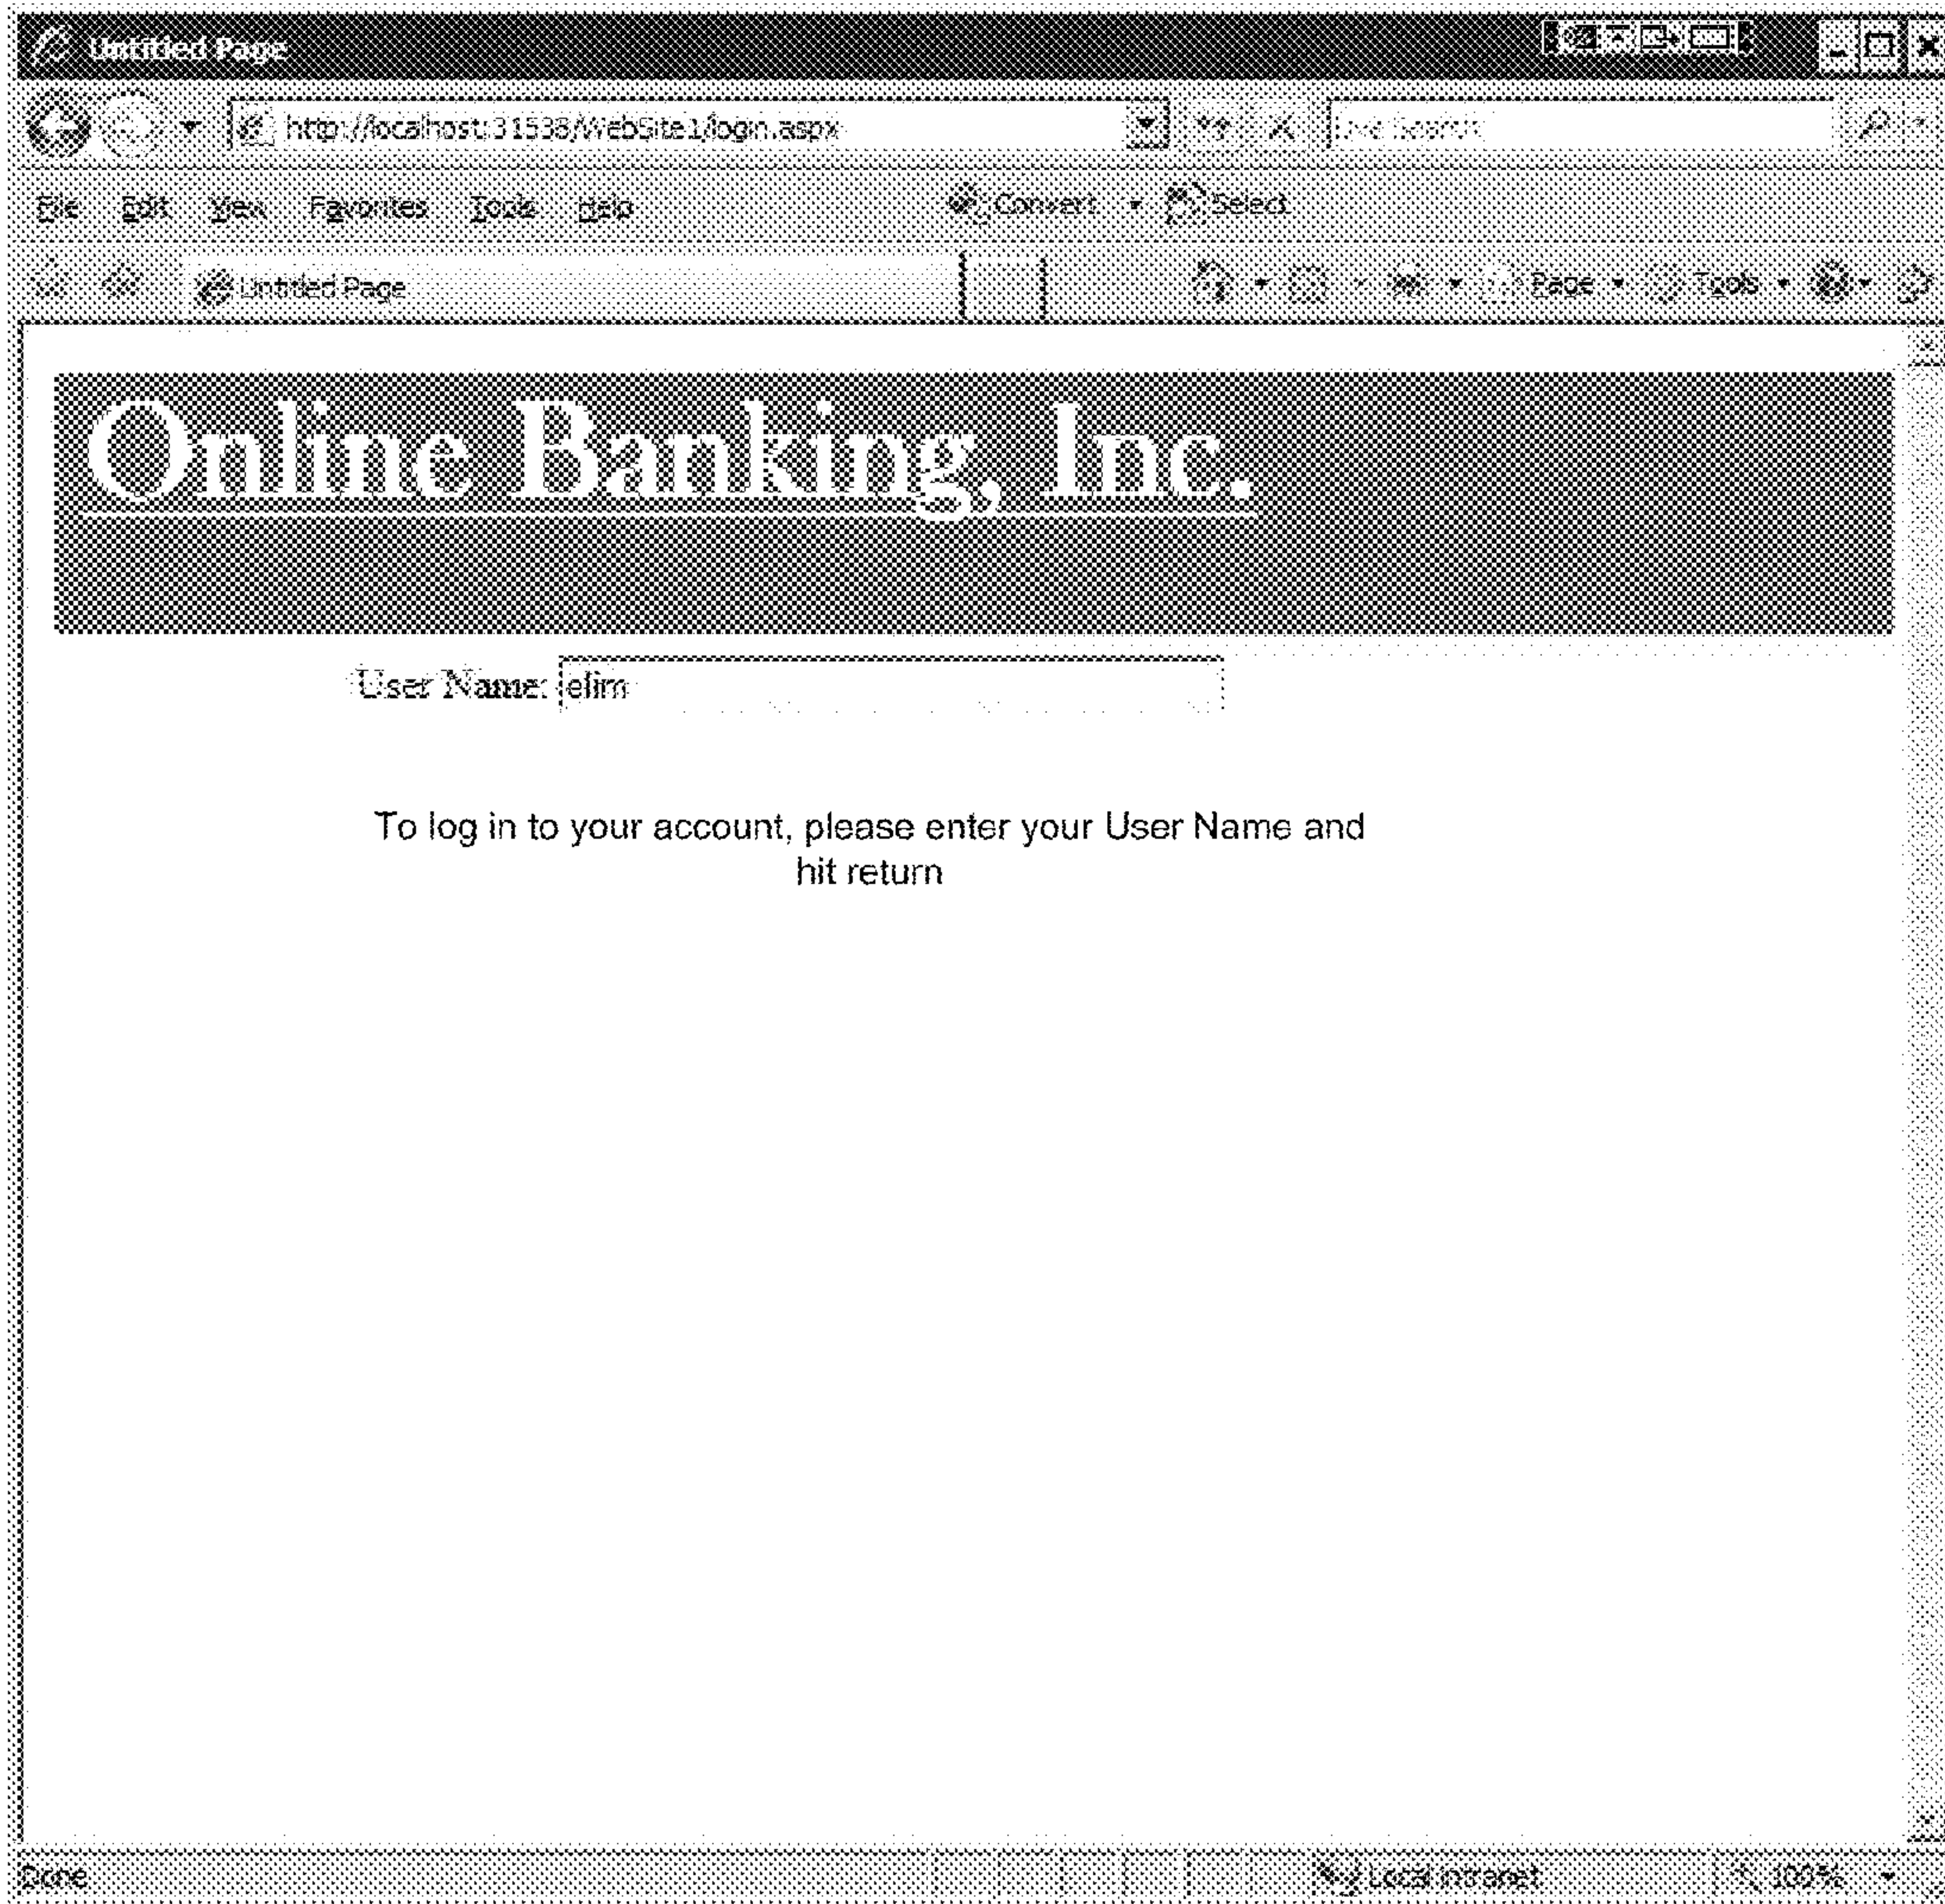 Untitled Page
http://localhost:31538/WebSite1/login.aspx
Live Search
File Edit View Favorites Tools Help Convert Select
Untitled Page Page Tools
Online Banking, Inc.
User Name: elim
To log in to your account, please enter your User Name and
hit return
Done Local intranet 100%